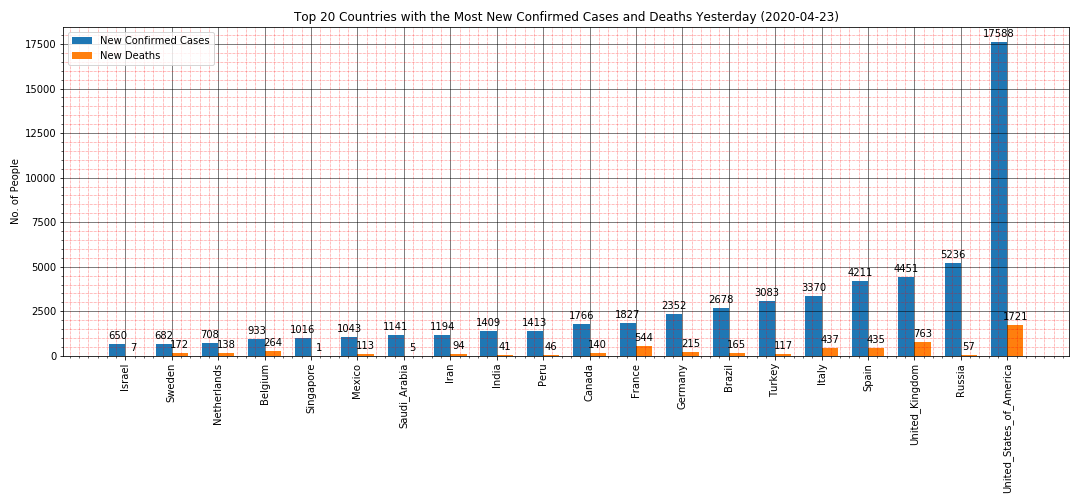 Top 20 Countries with the Most New Confirmed Cases and Deaths Yesterday (2020-04-23)
New Confirmed Cases
New Deaths
No. of People
17500
15000
12500
10000
7500
5000
2500
0
650 7
682 172
708 138
933 264
1016 1
1043 113
1141 5
1194 94
1409 41
1413 46
1766 140
1827 544
2352 215
2678 165
3083 117
3370 437
4211 435
4451 763
5236 57
17588 1721
Israel
Sweden
Netherlands
Belgium
Singapore
Mexico
Saudi_Arabia
Iran
India
Peru
Canada
France
Germany
Brazil
Turkey
Italy
Spain
United_Kingdom
Russia
United_States_of_America